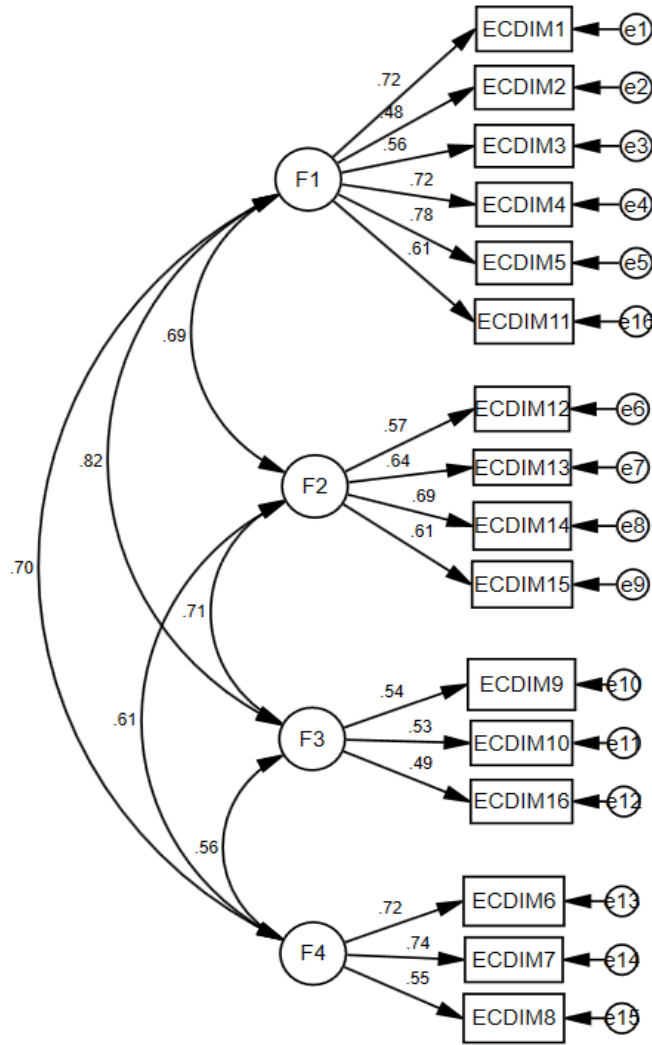 ECDIM1 e1
.72
ECDIM2 e2
.48
ECDIM3 e3
.56
F1
.72
ECDIM4 e4
.78
ECDIM5 e5
.61
ECDIM11 e16
.69
ECDIM12 e6
.57
.82
.64
ECDIM13 e7
F2
.69
ECDIM14 e8
.61
.70
ECDIM15 e9
.71
ECDIM9 e10
.54
.61
.53
F3
ECDIM10 e11
.49
ECDIM16 e12
.56
ECDIM6 e13
.72
.74
F4
ECDIM7 e14
.55
ECDIM8 e15